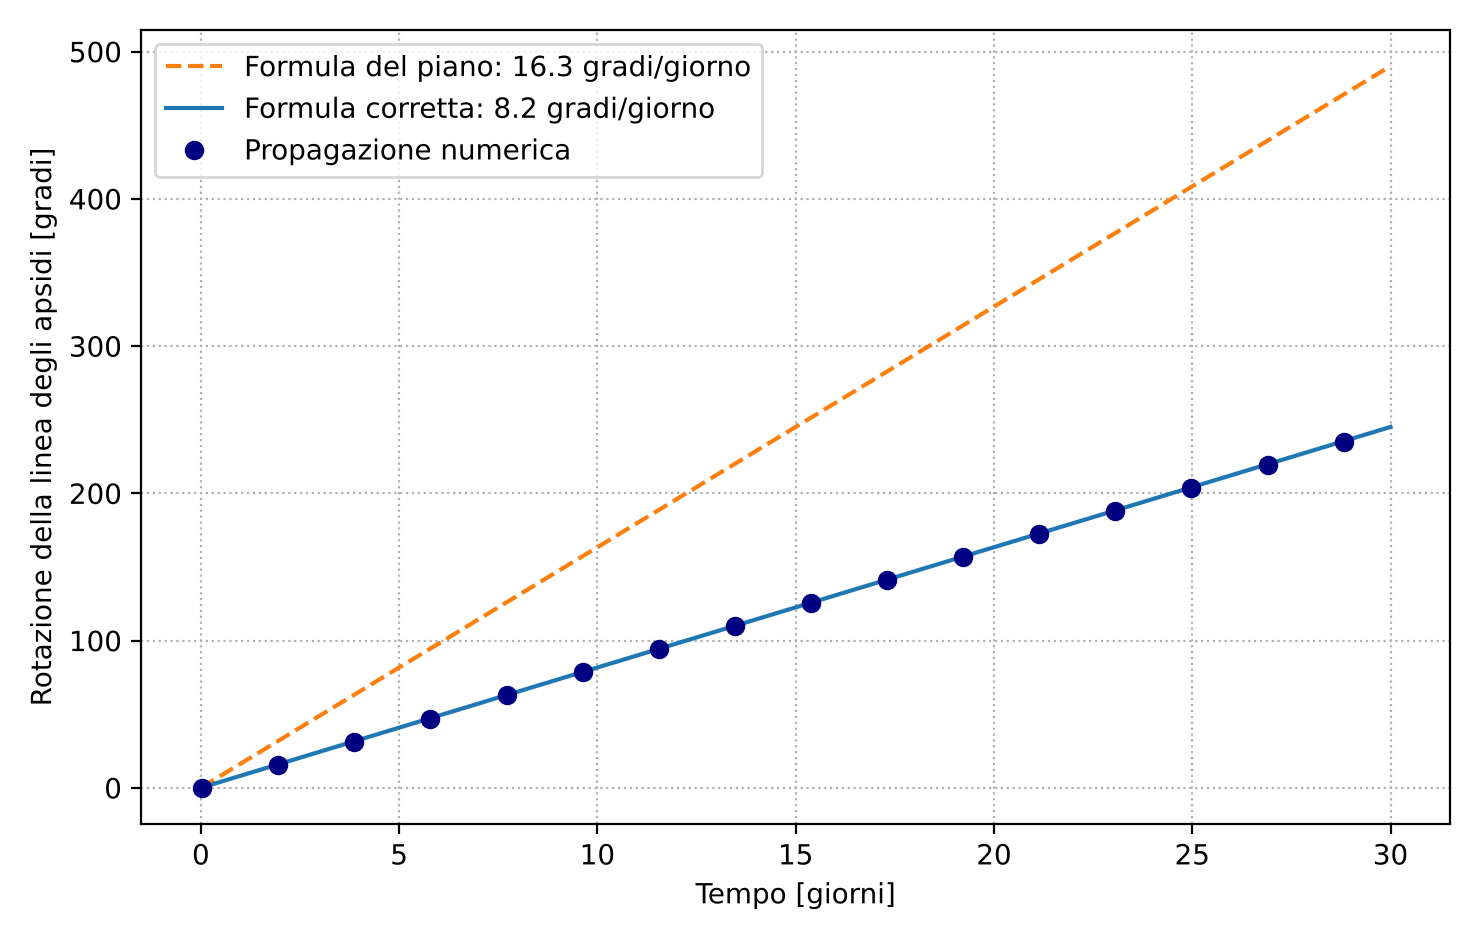 Formula del piano: 16.3 gradi/giorno
Formula corretta: 8.2 gradi/giorno
Propagazione numerica
Rotazione della linea degli apsidi [gradi]
500
400
300
200
100
0
0 5 10 15 20 25 30
Tempo [giorni]